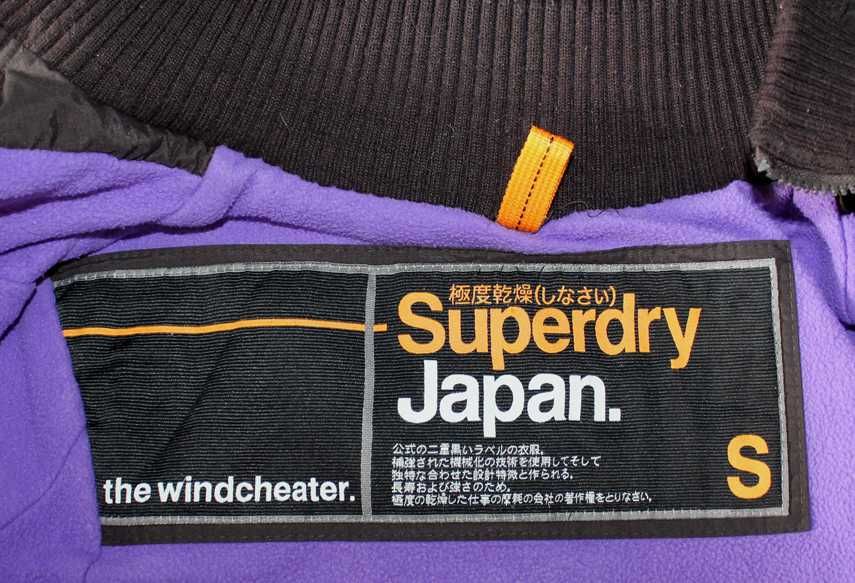 極度乾燥(しなさい)
Superdry
Japan.
公式の二重黒いラベルの衣服。
補強された機械化の技術を使用してそして
独特な合わせた設計特徴と作られる。
長寿および強さのため。
極度の乾燥した仕事の摩耗の会社の著作権をとりなさい。
the windcheater.
S